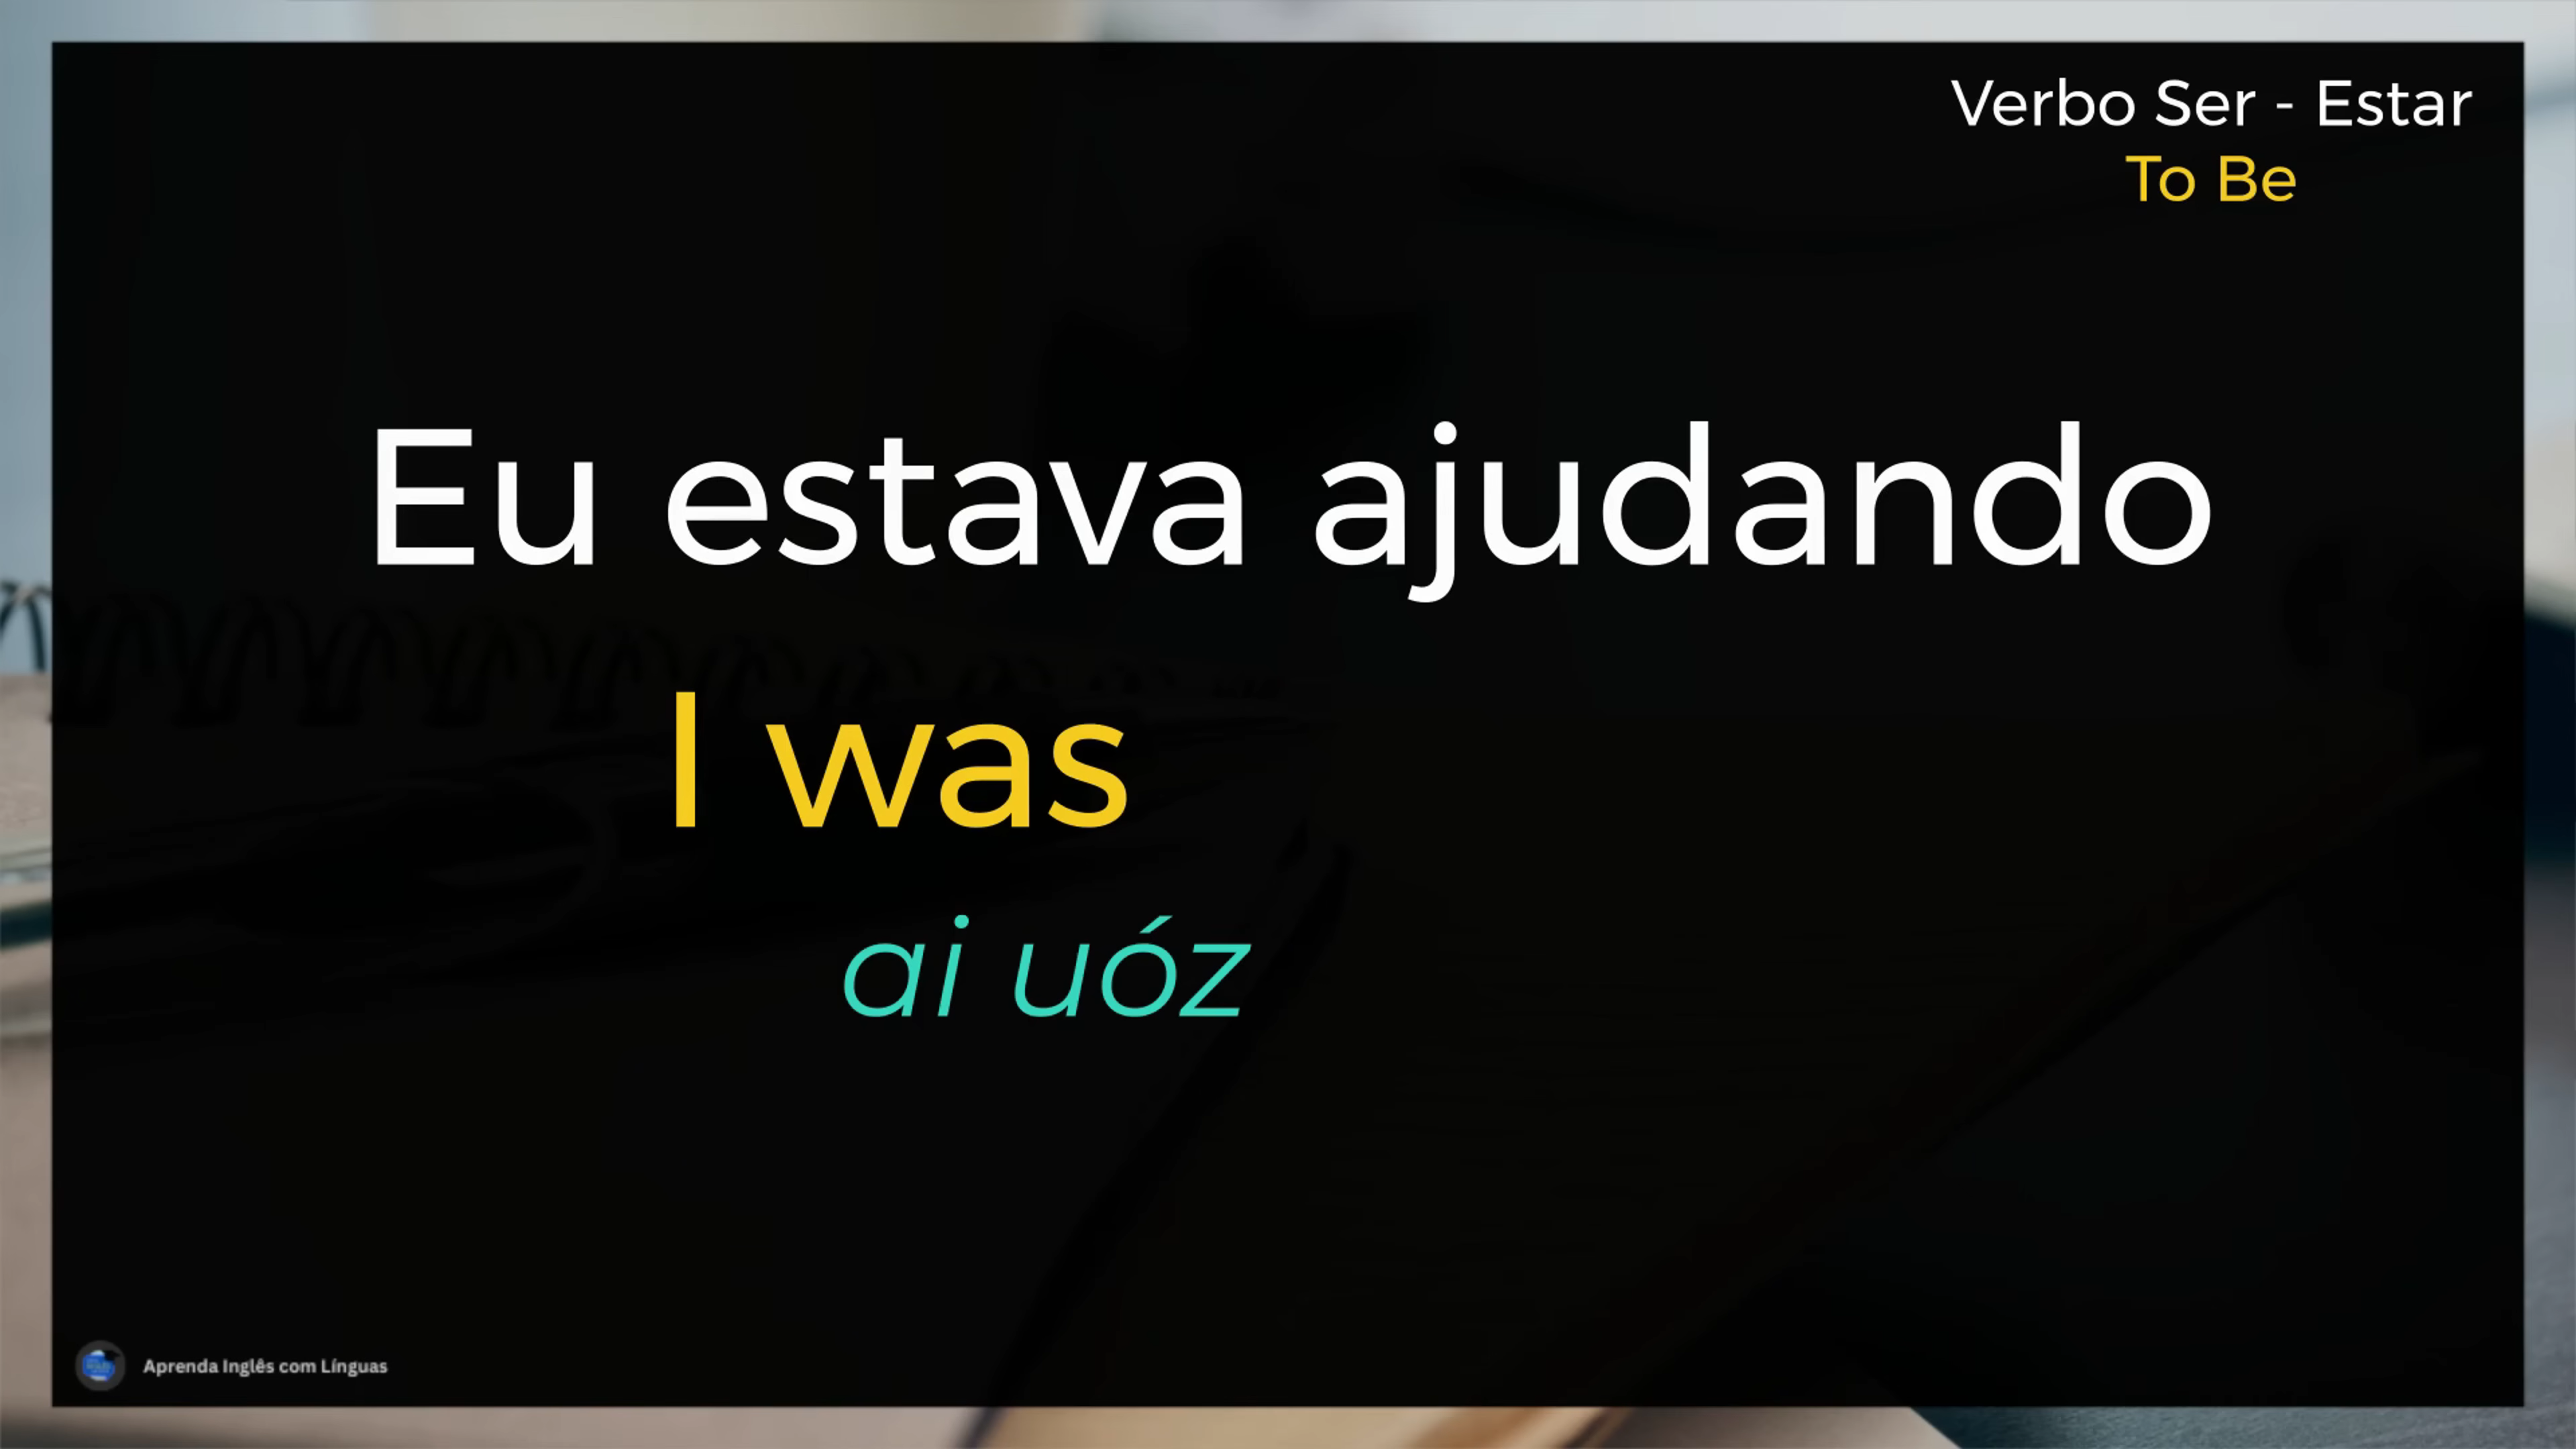 Verbo Ser - Estar
To Be
Eu estava ajudando
I was
ai uóz
Aprenda Inglês com Línguas